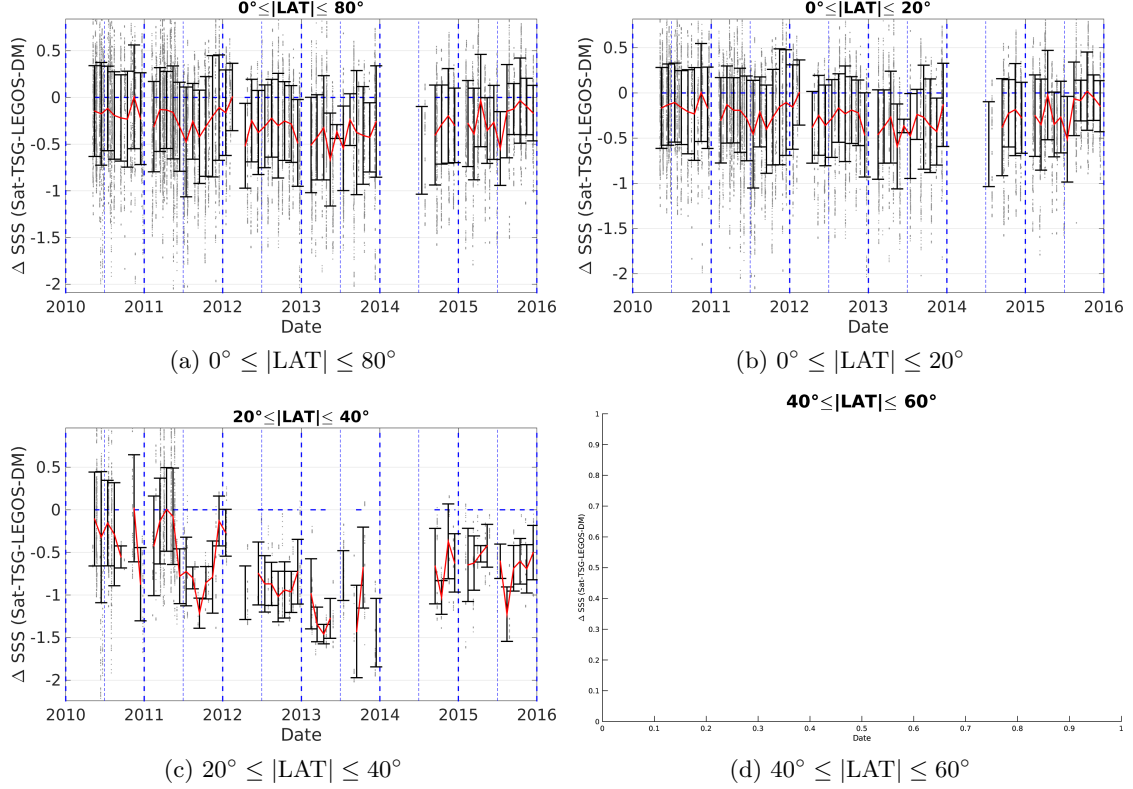 0°≤|LAT|≤ 80°
Δ SSS (Sat-TSG-LEGOS-DM)
0.5
0
-0.5
-1
-1.5
-2
2010 2011 2012 2013 2014 2015 2016
Date
(a) 0° ≤ |LAT| ≤ 80°
0°≤|LAT|≤ 20°
Δ SSS (Sat-TSG-LEGOS-DM)
0.5
0
-0.5
-1
-1.5
-2
2010 2011 2012 2013 2014 2015 2016
Date
(b) 0° ≤ |LAT| ≤ 20°
20°≤|LAT|≤ 40°
Δ SSS (Sat-TSG-LEGOS-DM)
0.5
0
-0.5
-1
-1.5
-2
2010 2011 2012 2013 2014 2015 2016
Date
(c) 20° ≤ |LAT| ≤ 40°
40°≤|LAT|≤ 60°
Δ SSS (Sat-TSG-LEGOS-DM)
1
0.9
0.8
0.7
0.6
0.5
0.4
0.3
0.2
0.1
0
0 0.1 0.2 0.3 0.4 0.5 0.6 0.7 0.8 0.9 1
Date
(d) 40° ≤ |LAT| ≤ 60°